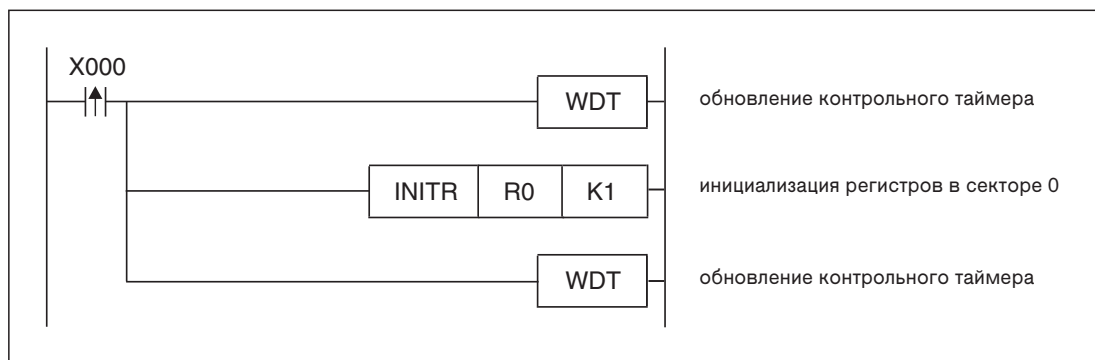 X000
WDT обновление контрольного таймера
INITR R0 K1 инициализация регистров в секторе 0
WDT обновление контрольного таймера